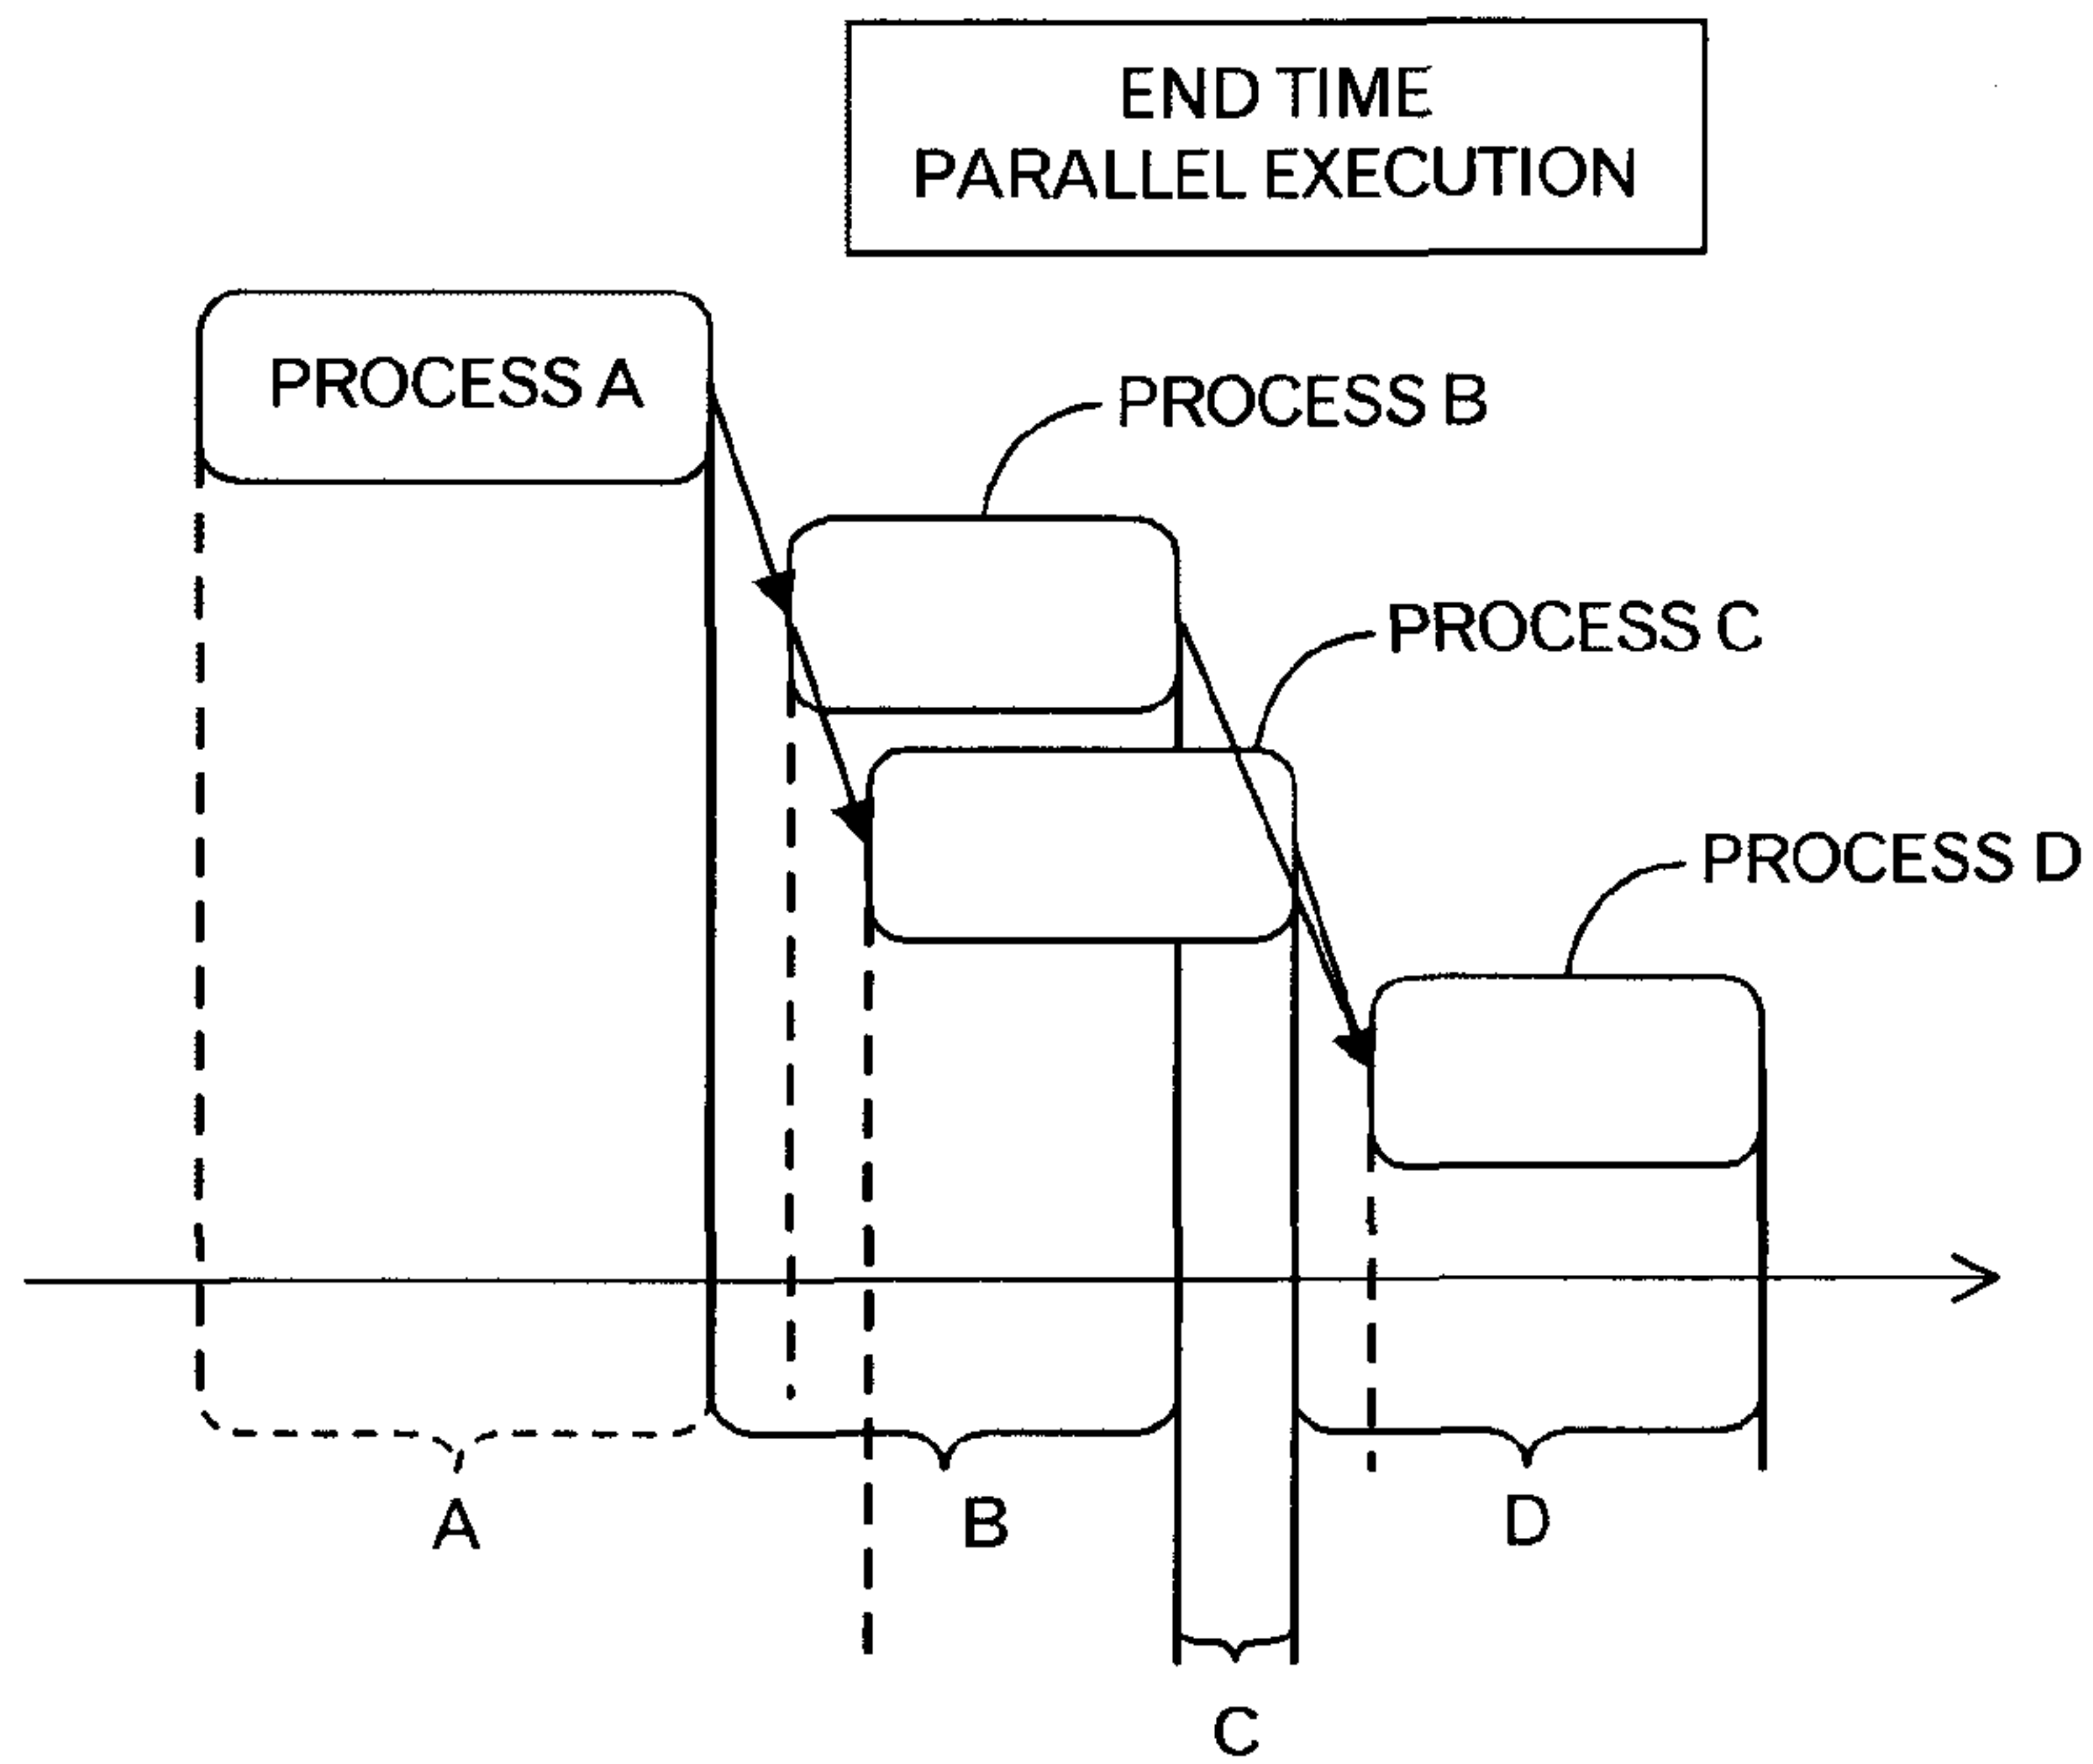 END TIME
PARALLEL EXECUTION
PROCESS A
PROCESS B
PROCESS C
PROCESS D
A
B
D
C